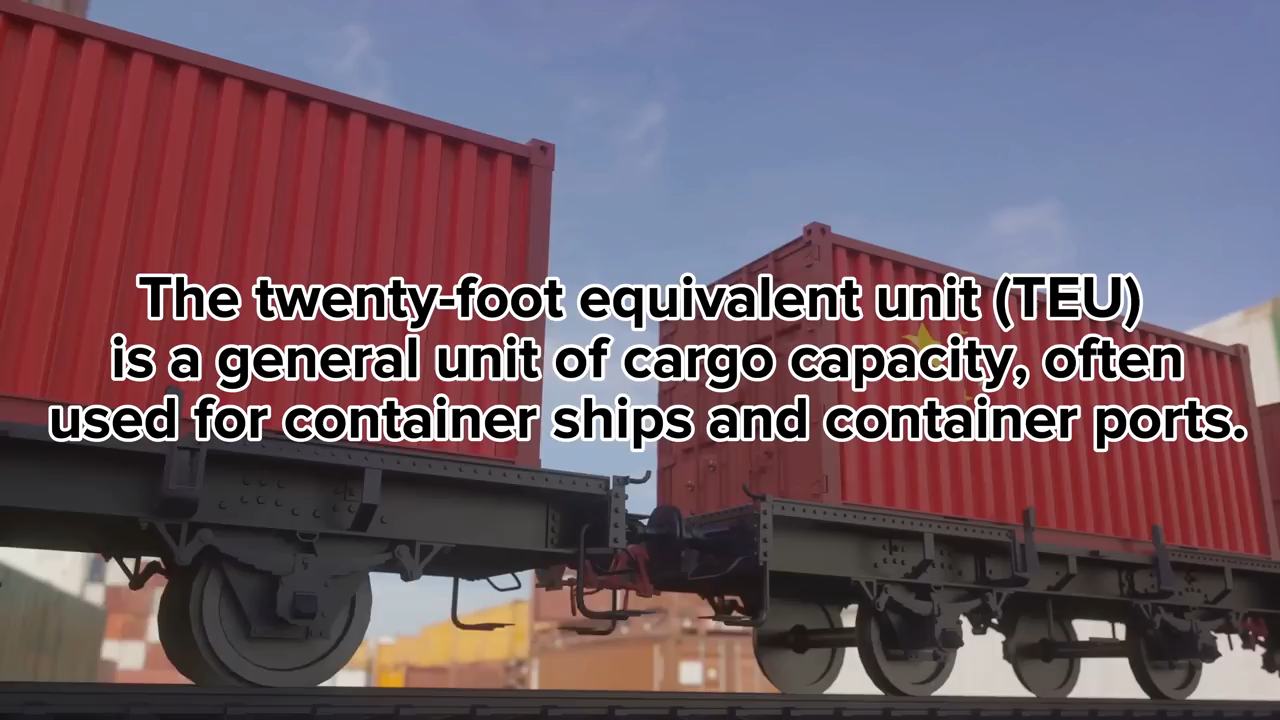 The twenty-foot equivalent unit (TEU)
is a general unit of cargo capacity, often
used for container ships and container ports.